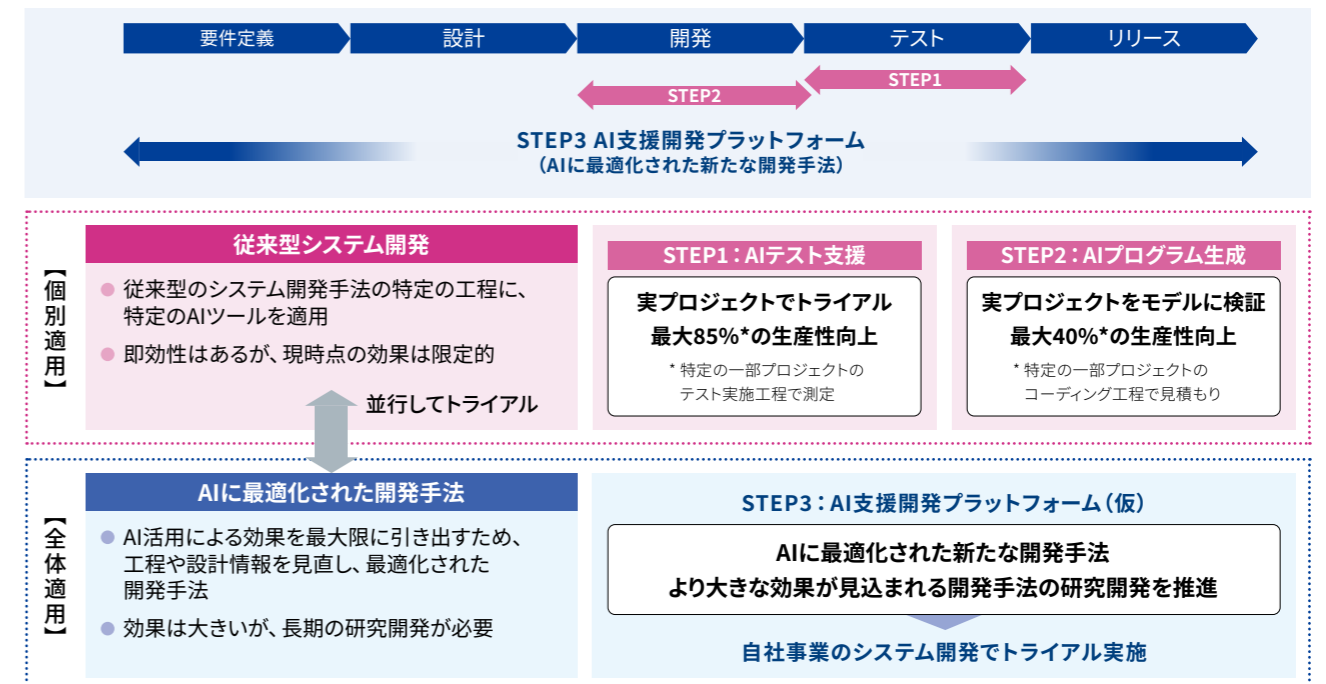 要件定義
設計
開発
テスト
リリース
STEP1
STEP2
STEP3 AI支援開発プラットフォーム
（AIに最適化された新たな開発手法）
【個別適用】
従来型システム開発
● 従来型のシステム開発手法の特定の工程に、
特定のAIツールを適用
● 即効性はあるが、現時点の効果は限定的
並行してトライアル
STEP1：AIテスト支援
実プロジェクトでトライアル
最大85%*の生産性向上
* 特定の一部プロジェクトの
テスト実施工程で測定
STEP2：AIプログラム生成
実プロジェクトをモデルに検証
最大40%*の生産性向上
* 特定の一部プロジェクトの
コーディング工程で見積もり
【全体適用】
AIに最適化された開発手法
● AI活用による効果を最大限に引き出すため、
工程や設計情報を見直し、最適化された
開発手法
● 効果は大きいが、長期の研究開発が必要
STEP3：AI支援開発プラットフォーム（仮）
AIに最適化された新たな開発手法
より大きな効果が見込まれる開発手法の研究開発を推進
自社事業のシステム開発でトライアル実施